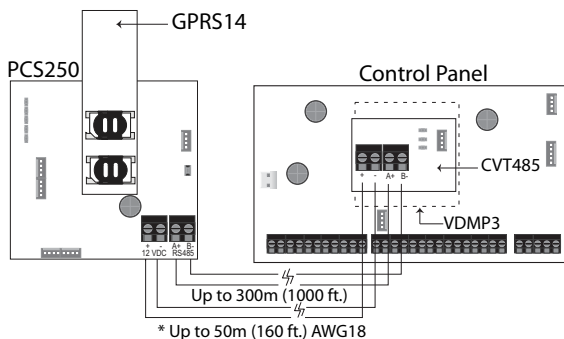 GPRS14
PCS250
Control Panel
CVT485
+ - A+ B-
VDMP3
+ - A+ B-
12 VDC RS485
Up to 300m (1000 ft.)
* Up to 50m (160 ft.) AWG18